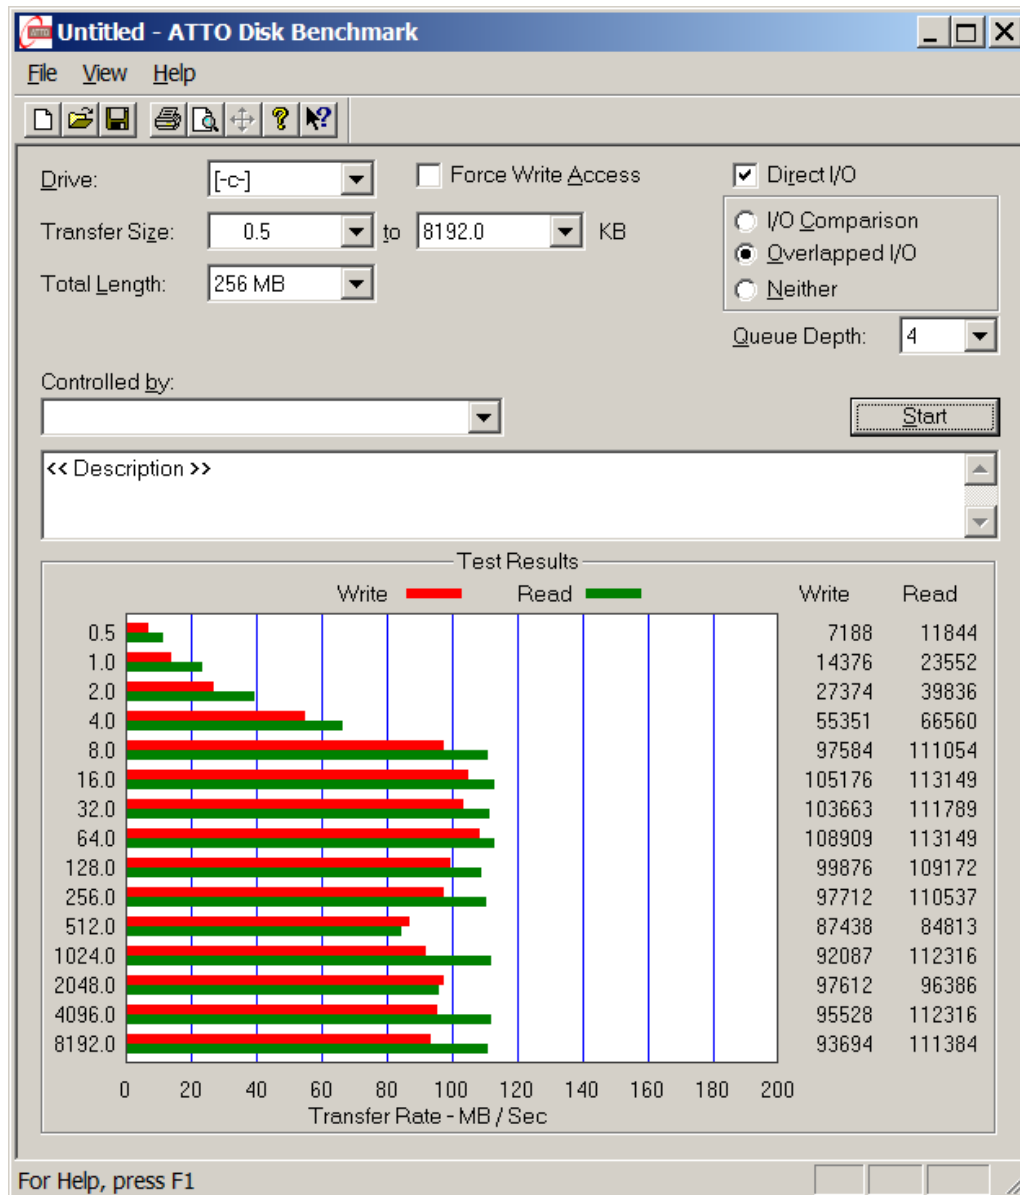 Untitled - ATTO Disk Benchmark
File View Help
Drive: [-c-] Force Write Access Direct I/O
Transfer Size: 0.5 to 8192.0 KB I/O Comparison
Overlapped I/O
Total Length: 256 MB Neither
Queue Depth: 4
Controlled by:
Start
<< Description >>
Test Results
Write Read Write Read
0.5 7188 11844
1.0 14376 23552
2.0 27374 39836
4.0 55351 66560
8.0 97584 111054
16.0 105176 113149
32.0 103663 111789
64.0 108909 113149
128.0 99876 109172
256.0 97712 110537
512.0 87438 84813
1024.0 92087 112316
2048.0 97612 96386
4096.0 95528 112316
8192.0 93694 111384
0 20 40 60 80 100 120 140 160 180 200
Transfer Rate - MB / Sec
For Help, press F1